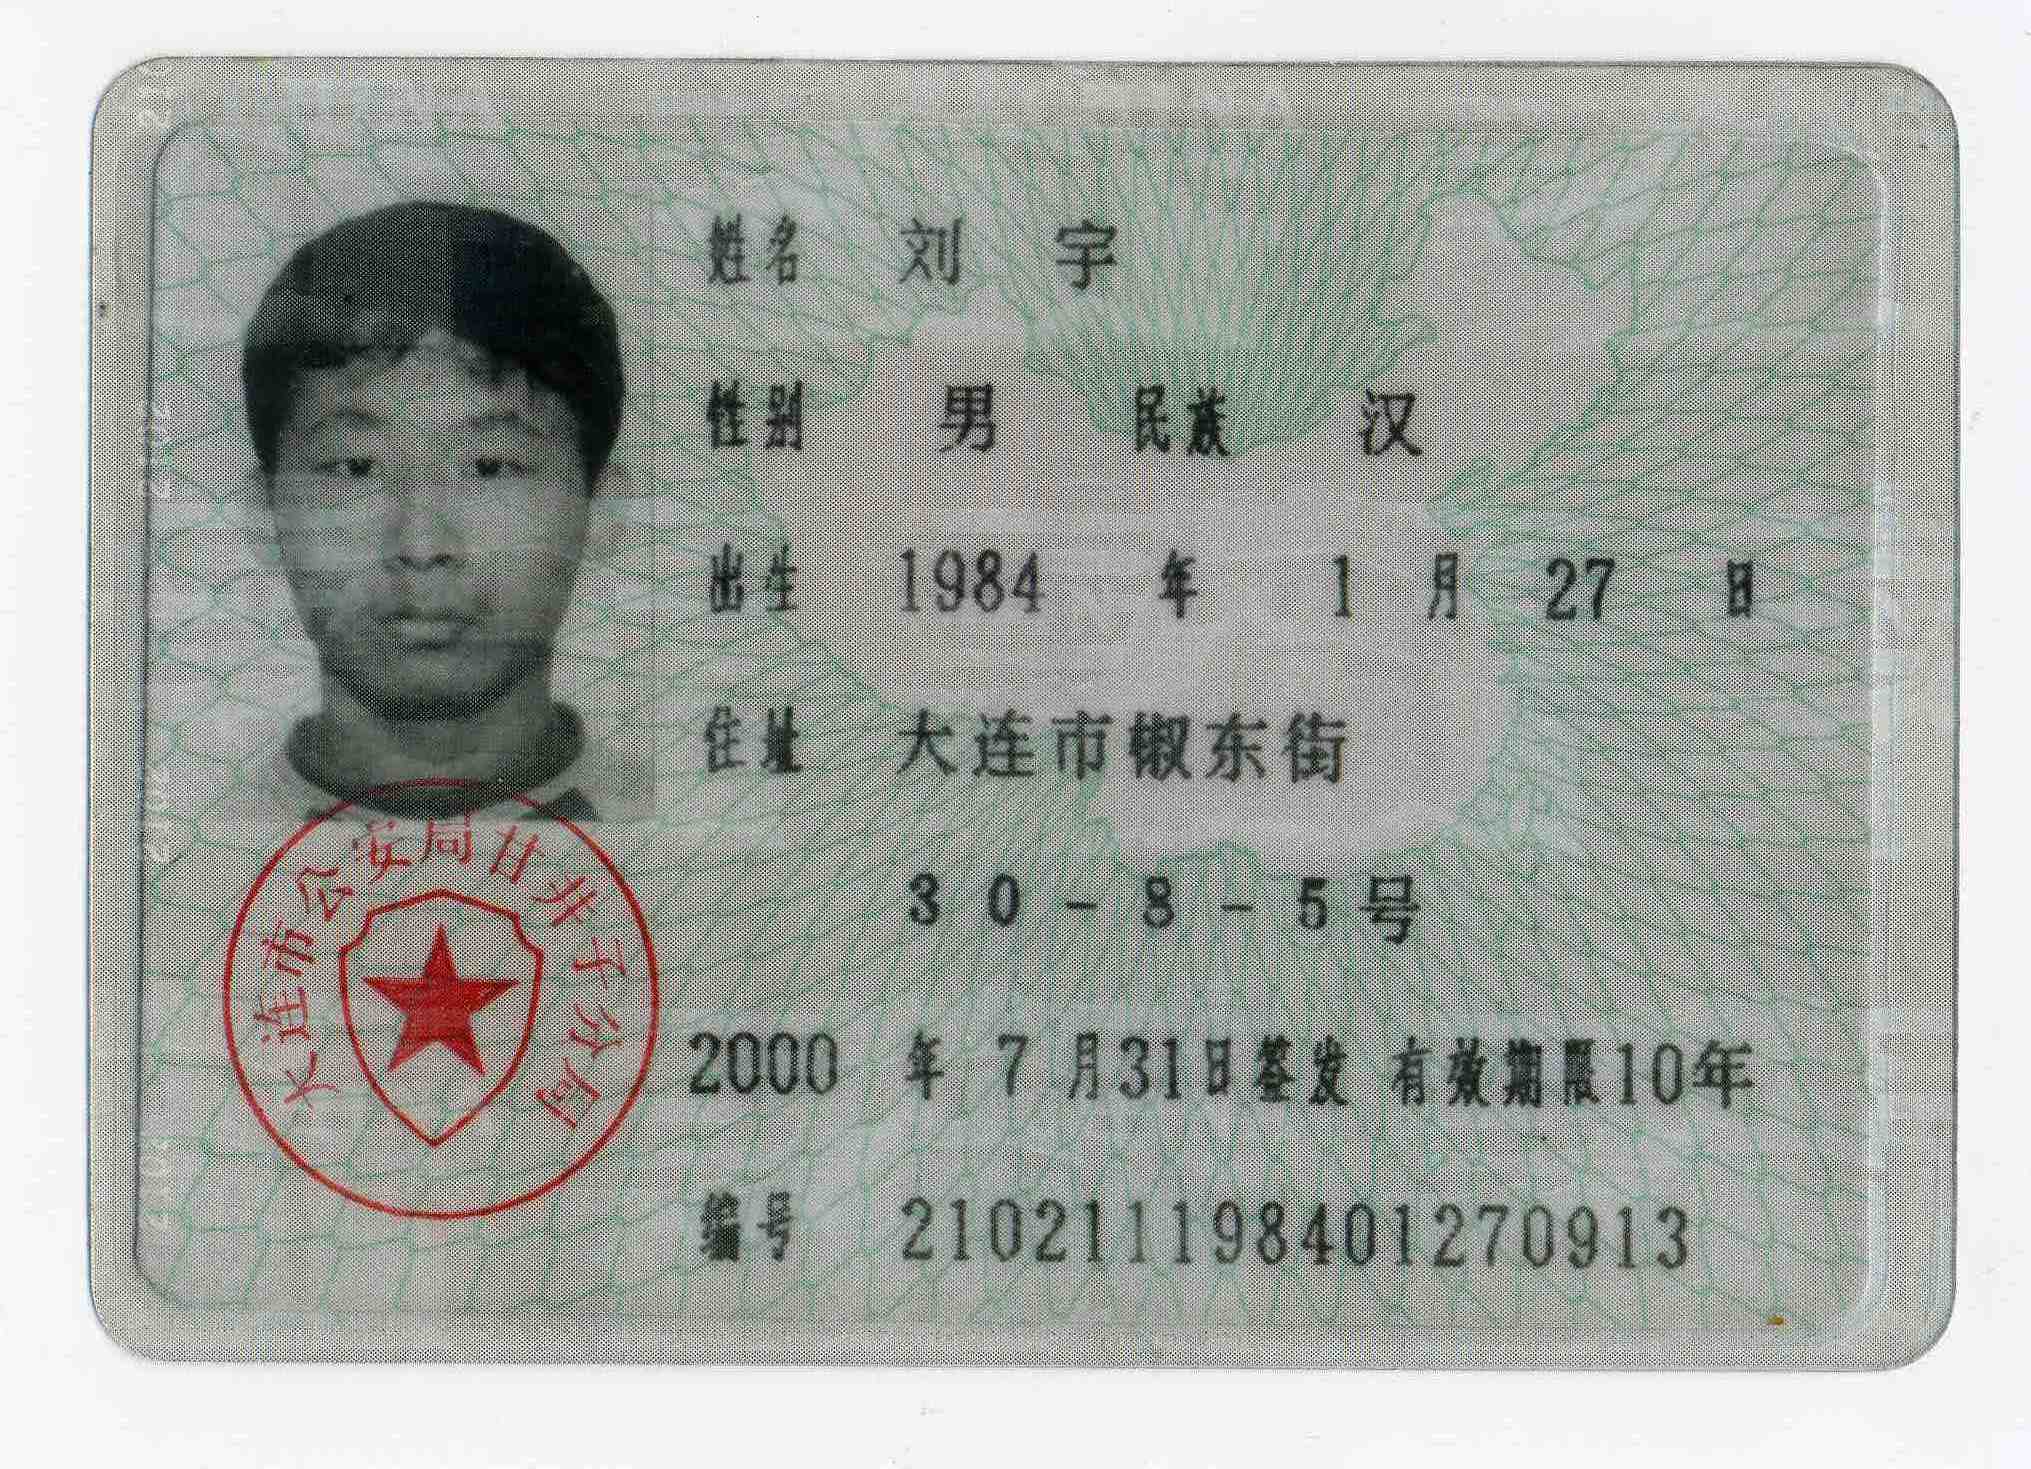 姓名 刘宇
性别 男 民族 汉
出生 1984 年 1 月 27 日
住址 大连市椒东街
30-8-5号
2000 年 7 月31日签发 有效期限10年
编号 210211198401270913
大连市公安局甘井子分局